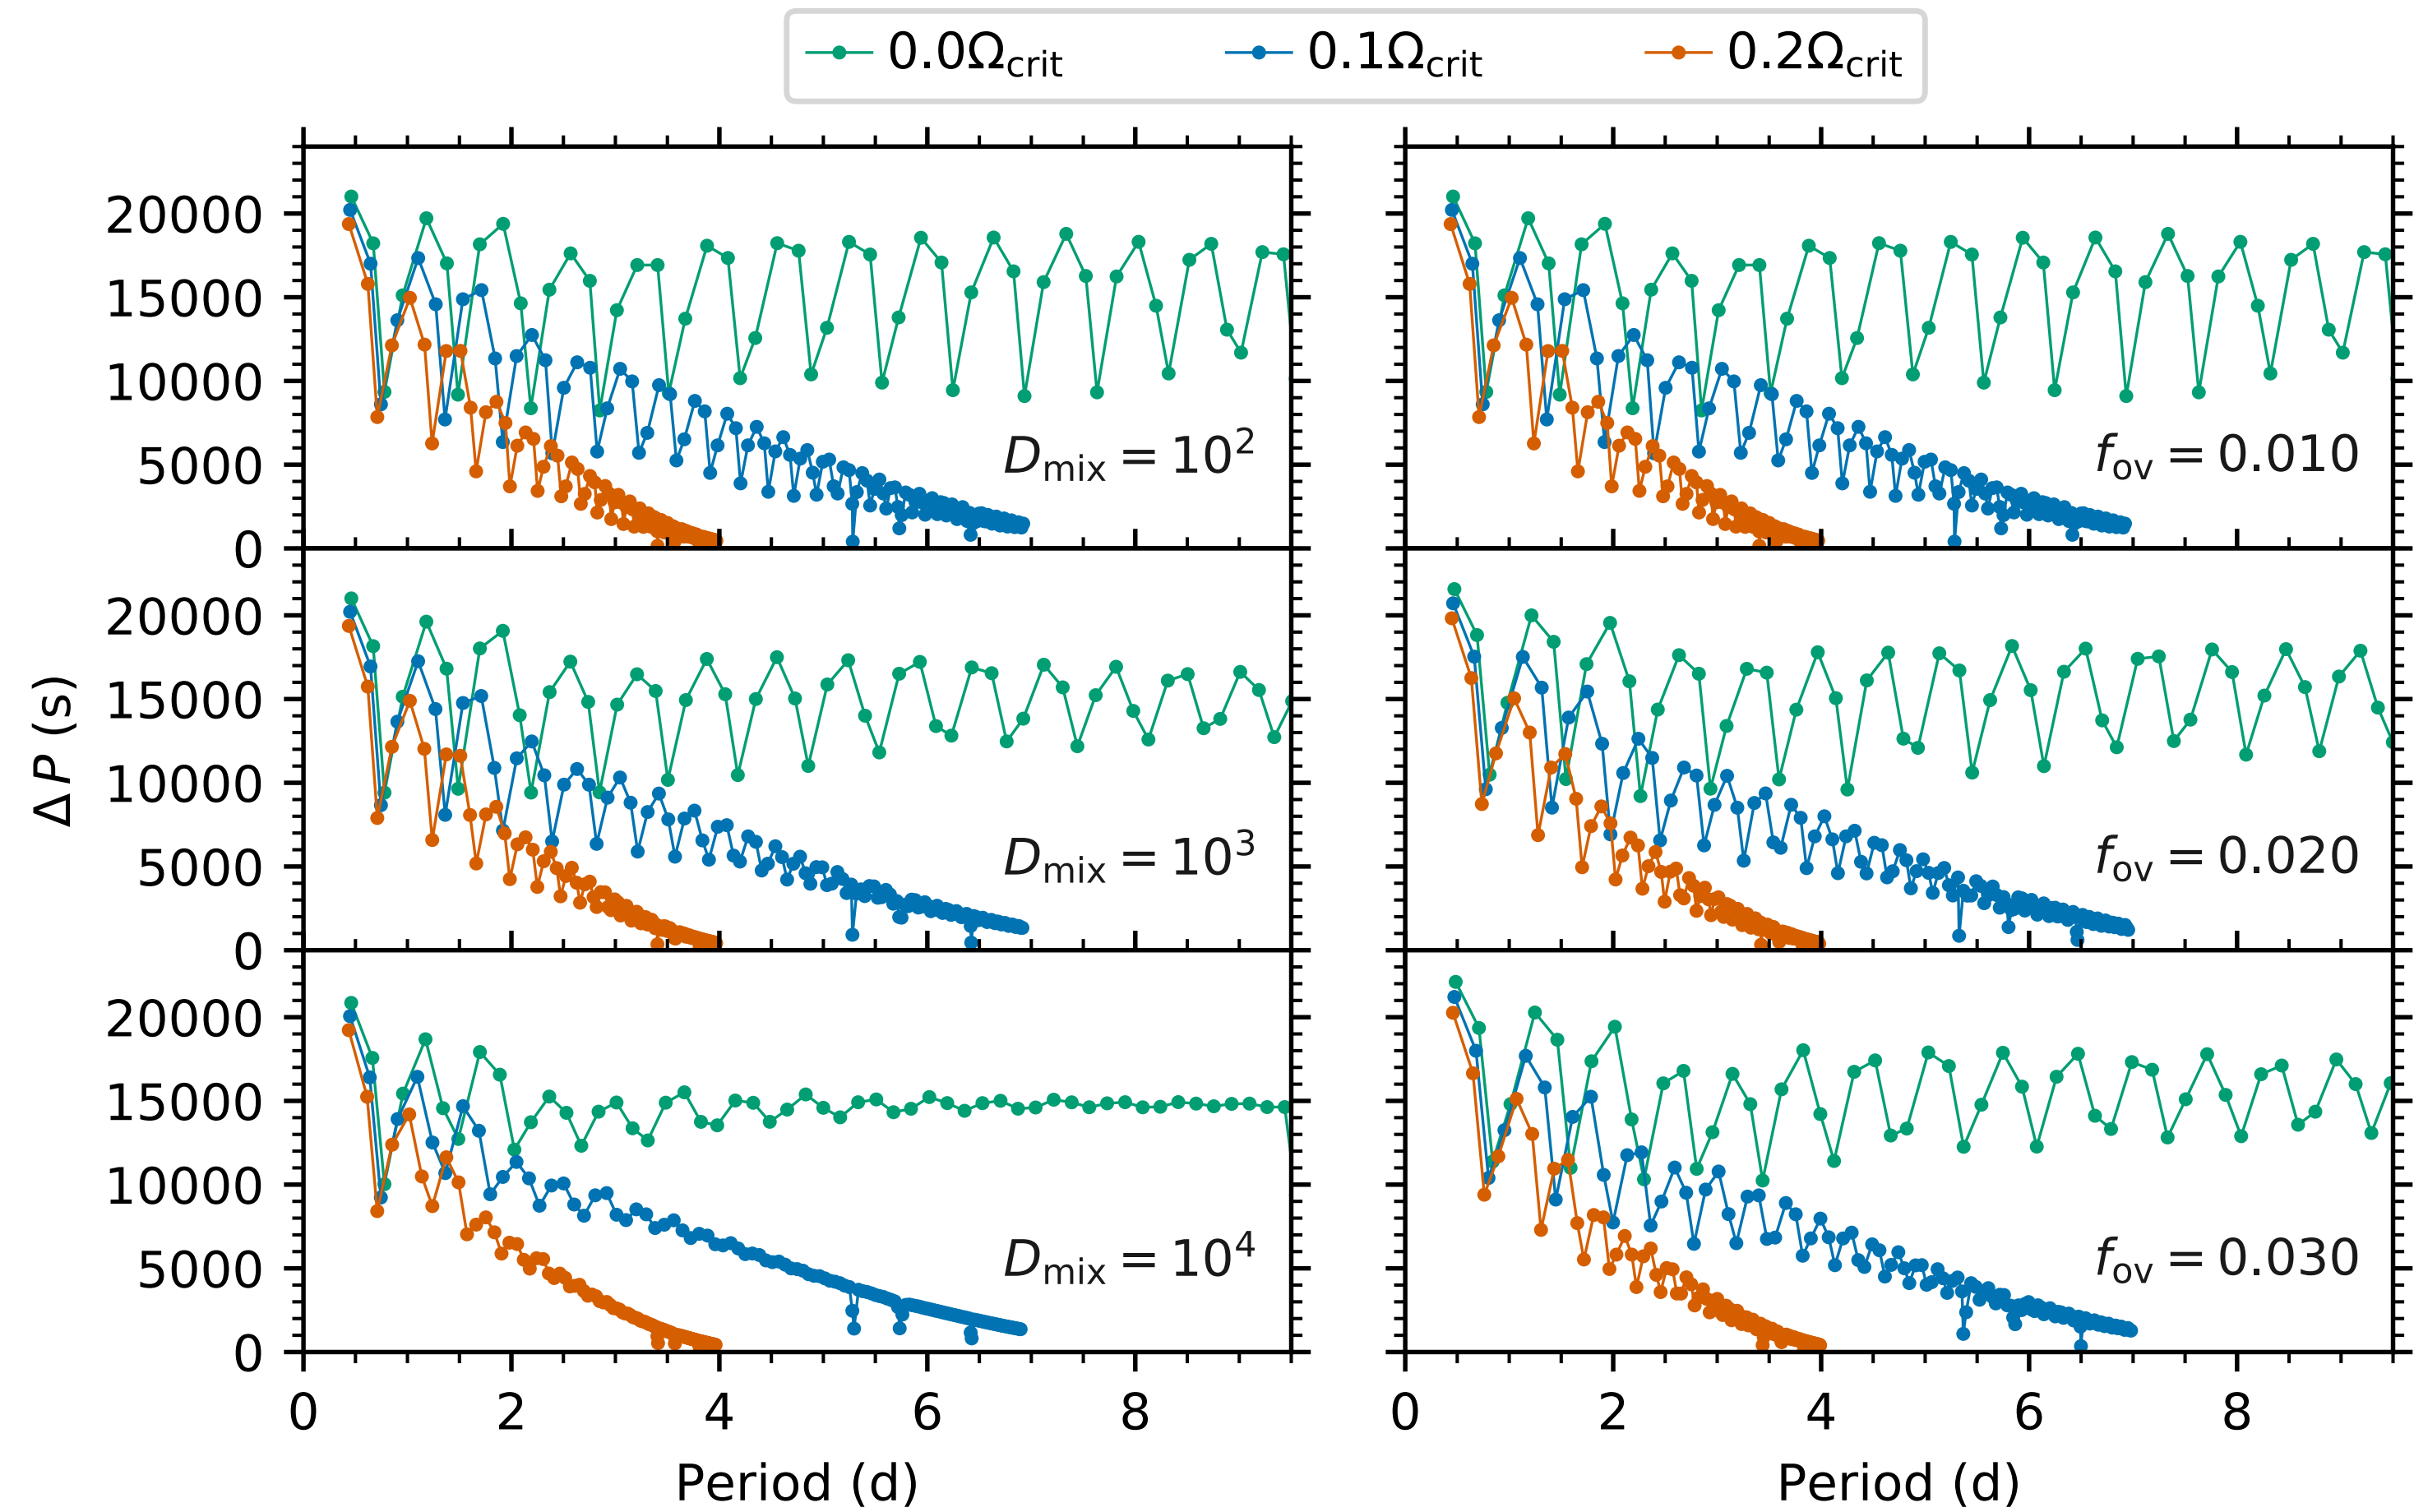 0.0Ωcrit 0.1Ωcrit 0.2Ωcrit
20000
15000
10000
5000
0
Dmix = 10²
fov = 0.010
20000
15000
10000
5000
0
Dmix = 10³
fov = 0.020
20000
15000
10000
5000
0
Dmix = 10⁴
fov = 0.030
ΔP (s)
0 2 4 6 8
0 2 4 6 8
Period (d)
Period (d)